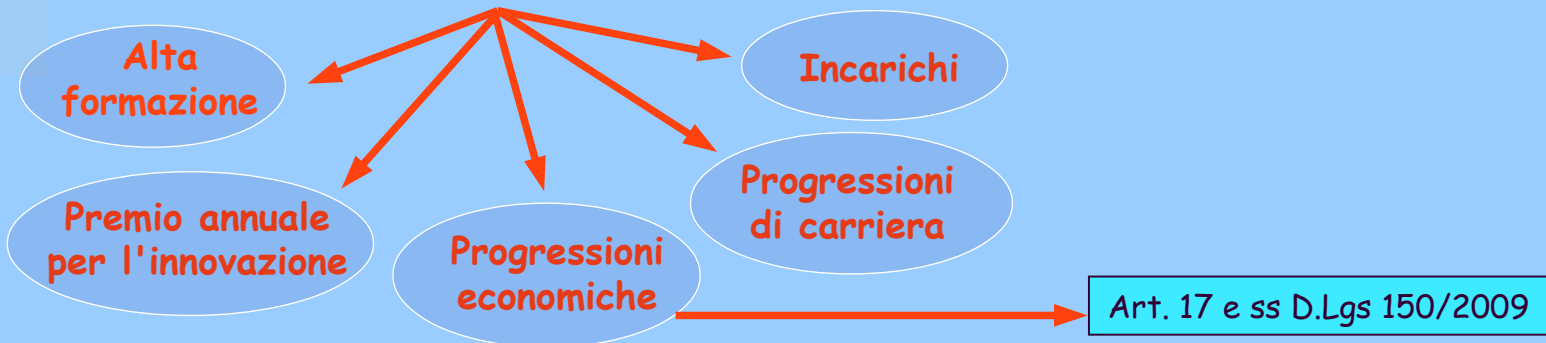 Alta
formazione
Incarichi
Premio annuale
per l'innovazione
Progressioni
economiche
Progressioni
di carriera
Art. 17 e ss D.Lgs 150/2009